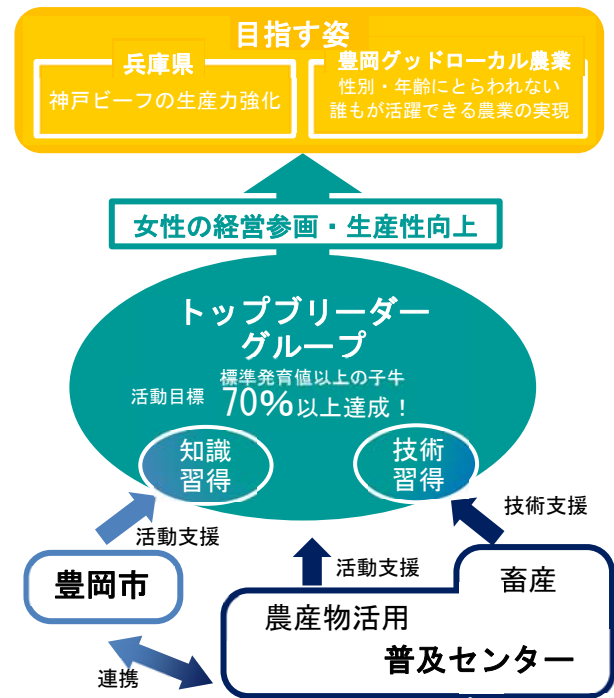 目指す姿
兵庫県
神戸ビーフの生産力強化
豊岡グッドローカル農業
性別・年齢にとらわれない
誰もが活躍できる農業の実現
女性の経営参画・生産性向上
トップブリーダー
グループ
標準発育値以上の子牛
活動目標 70%以上達成！
知識
習得
技術
習得
活動支援
技術支援
豊岡市
活動支援
畜産
農産物活用
普及センター
連携